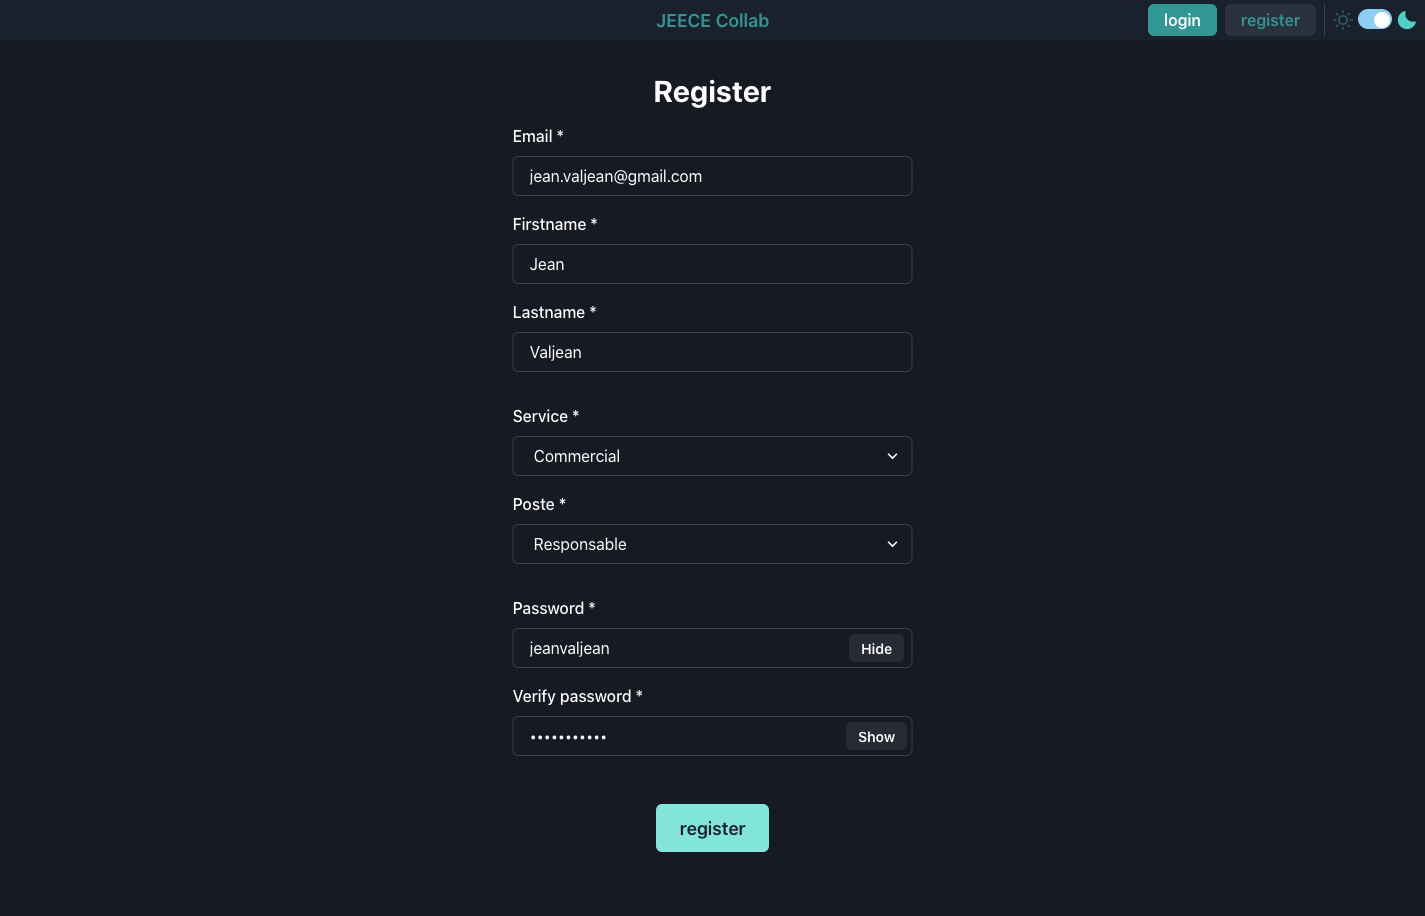 JEECE Collab
login
register
Register
Email *
jean.valjean@gmail.com
Firstname *
Jean
Lastname *
Valjean
Service *
Commercial
Poste *
Responsable
Password *
jeanvaljean
Hide
Verify password *
•••••••••••
Show
register